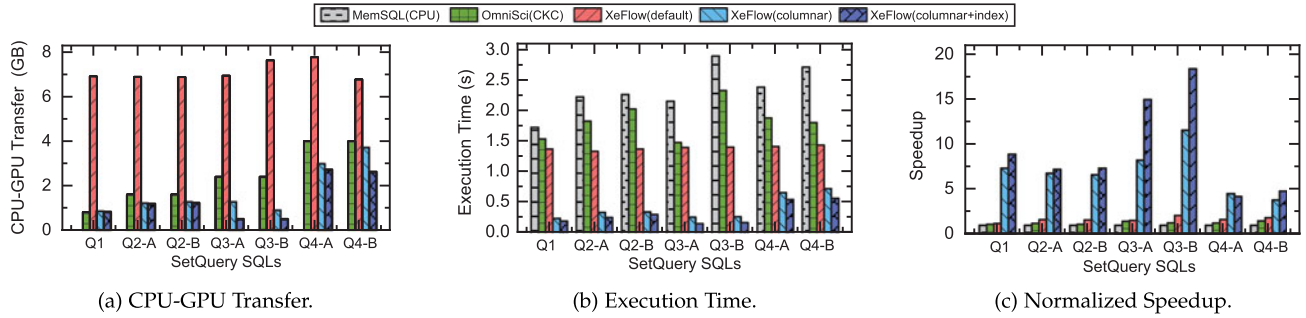 MemSQL(CPU) OmniSci(CKC) XeFlow(default) XeFlow(columnar) XeFlow(columnar+index)
CPU-GPU Transfer (GB)
8
6
4
2
0
Q1 Q2-A Q2-B Q3-A Q3-B Q4-A Q4-B
SetQuery SQLs
(a) CPU-GPU Transfer.
Execution Time (s)
3.0
2.5
2.0
1.5
1.0
0.5
0.0
Q1 Q2-A Q2-B Q3-A Q3-B Q4-A Q4-B
SetQuery SQLs
(b) Execution Time.
Speedup
20
15
10
5
0
Q1 Q2-A Q2-B Q3-A Q3-B Q4-A Q4-B
SetQuery SQLs
(c) Normalized Speedup.